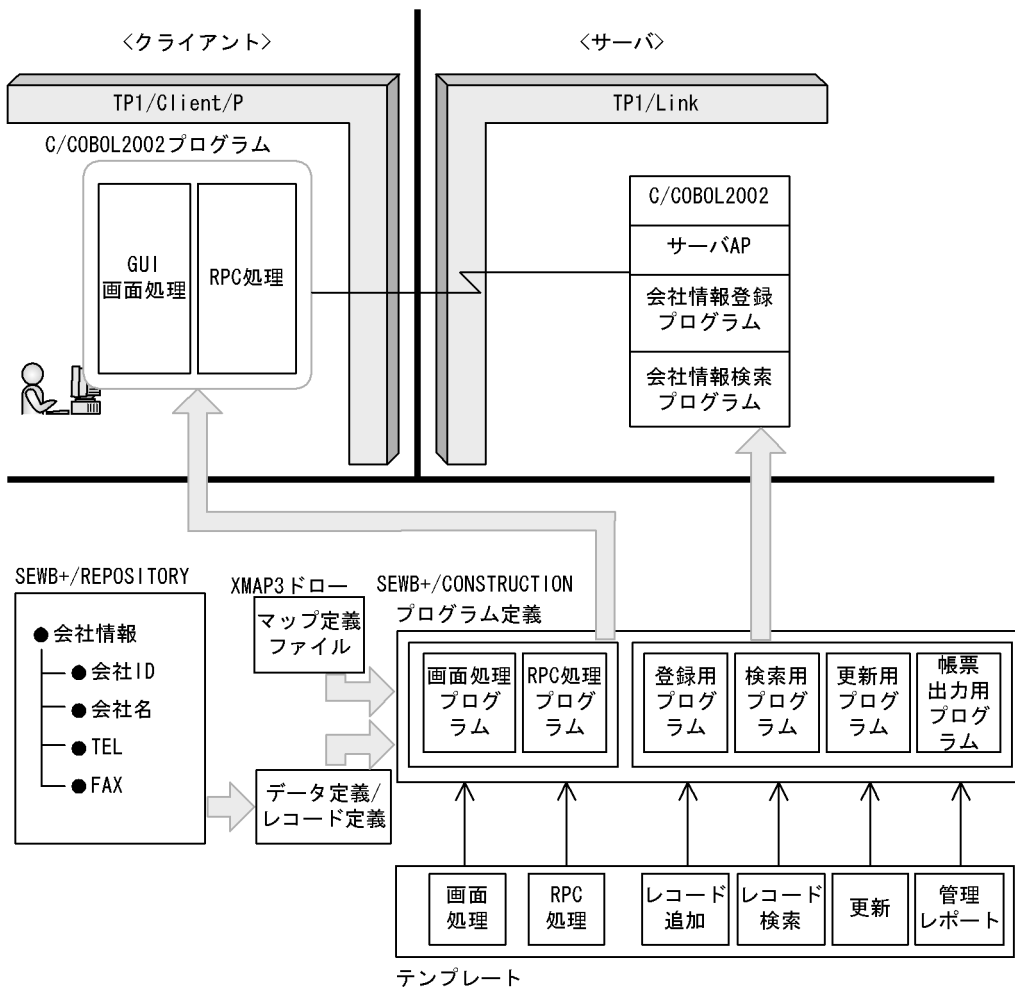 <クライアント>
<サーバ>
TP1/Client/P
TP1/Link
C/COBOL2002プログラム
GUI
画面処理
RPC処理
C/COBOL2002
サーバAP
会社情報登録
プログラム
会社情報検索
プログラム
SEWB+/REPOSITORY
会社情報
会社ID
会社名
TEL
FAX
XMAP3ドロー
マップ定義
ファイル
データ定義/
レコード定義
SEWB+/CONSTRUCTION
プログラム定義
画面処理
プログ
ラム
RPC処理
プログ
ラム
登録用
プログ
ラム
検索用
プログ
ラム
更新用
プログ
ラム
帳票
出力用
プログ
ラム
画面
処理
RPC
処理
レコード
追加
レコード
検索
更新
管理
レポート
テンプレート